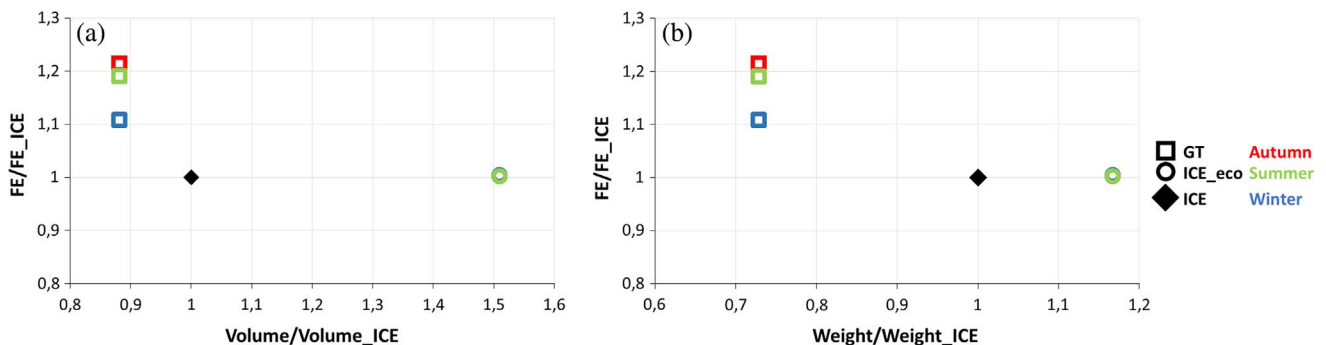 (a)
FE/FE_ICE
1,3
1,2
1,1
1
0,9
0,8
0,8 0,9 1 1,1 1,2 1,3 1,4 1,5 1,6
Volume/Volume_ICE
(b)
FE/FE_ICE
1,3
1,2
1,1
1
0,9
0,8
0,6 0,7 0,8 0,9 1 1,1 1,2
Weight/Weight_ICE
GT Autumn
ICE_eco Summer
ICE Winter